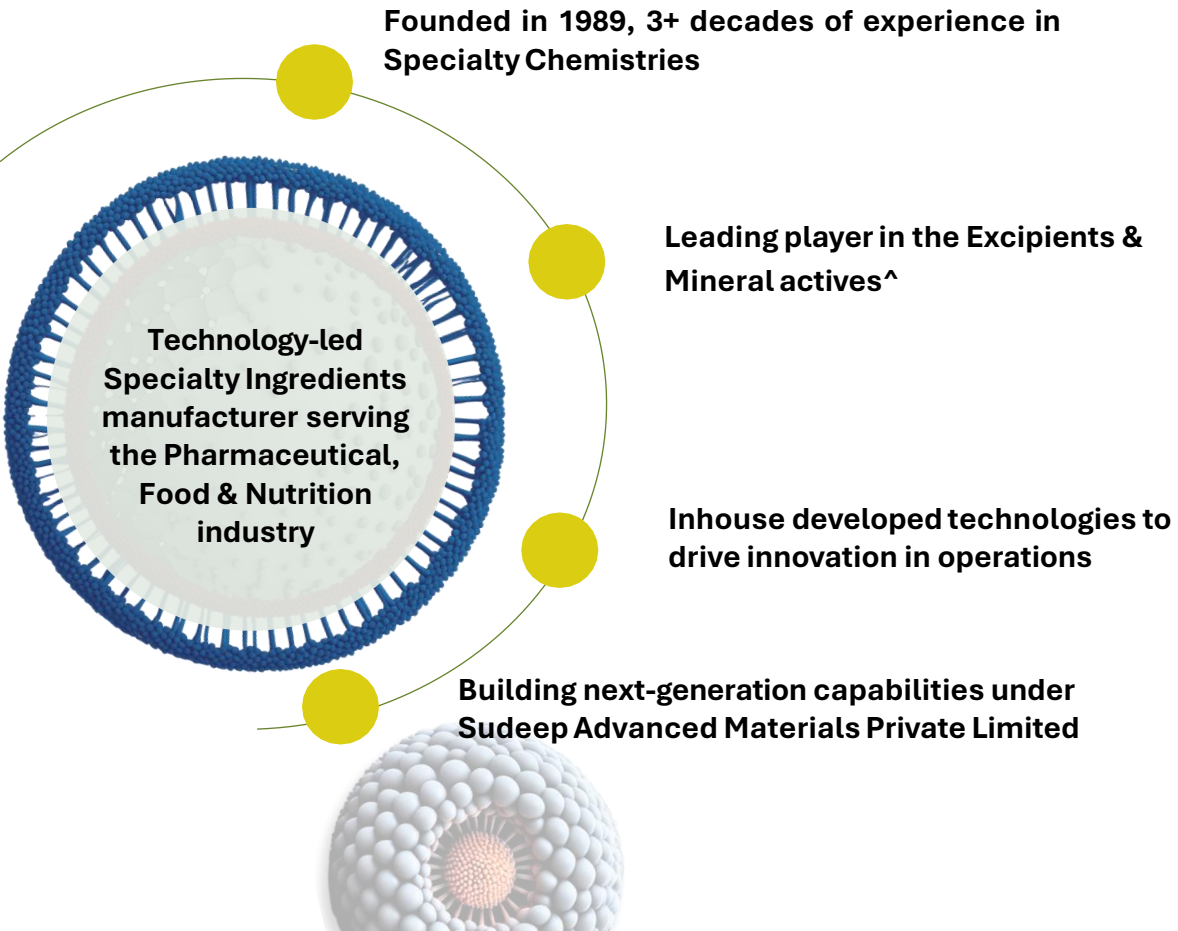 Founded in 1989, 3+ decades of experience in
Specialty Chemistries
Leading player in the Excipients &
Mineral actives^
Technology-led
Specialty Ingredients
manufacturer serving
the Pharmaceutical,
Food & Nutrition
industry
Inhouse developed technologies to
drive innovation in operations
Building next-generation capabilities under
Sudeep Advanced Materials Private Limited